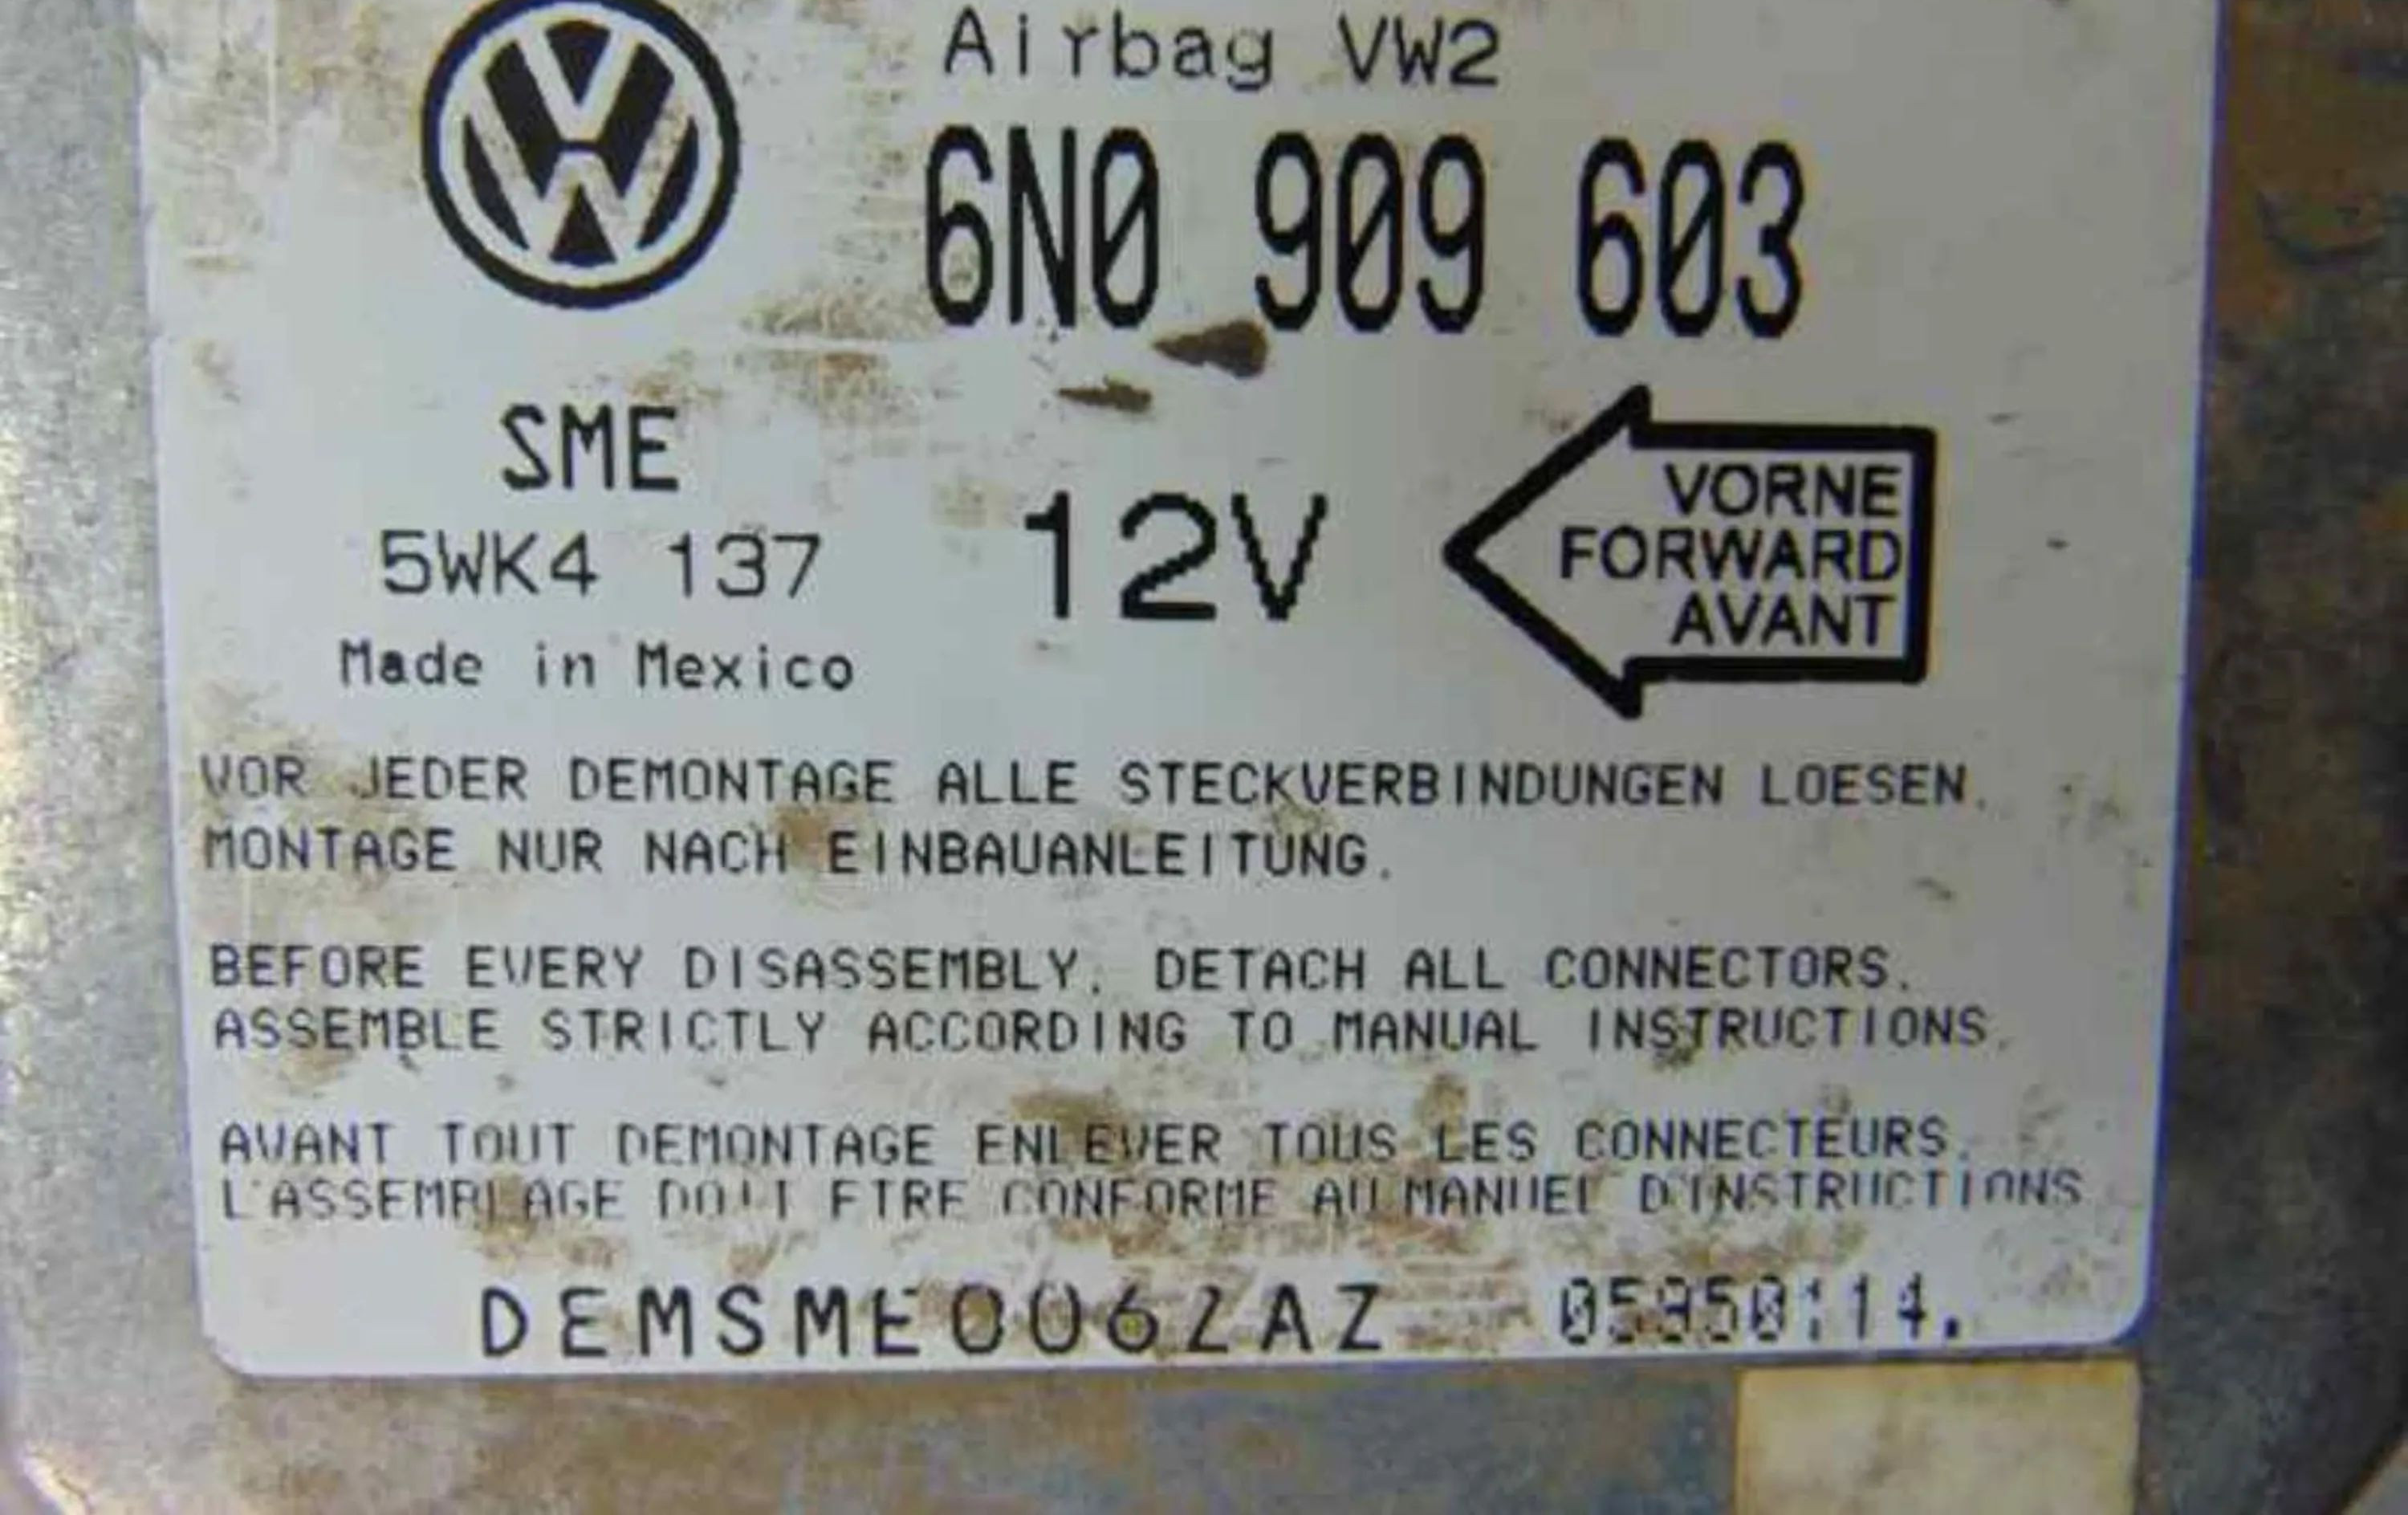 Airbag VW2
6N0 909 603
SME
5WK4 137
12V
VORNE
FORWARD
AVANT
Made in Mexico
VOR JEDER DEMONTAGE ALLE STECKVERBINDUNGEN LOESEN.
MONTAGE NUR NACH EINBAUANLEITUNG.
BEFORE EVERY DISASSEMBLY, DETACH ALL CONNECTORS.
ASSEMBLE STRICTLY ACCORDING TO MANUAL INSTRUCTIONS.
AVANT TOUT DEMONTAGE ENLEVER TOUS LES CONNECTEURS.
L'ASSEMBLAGE DOIT ETRE CONFORME AU MANUEL D'INSTRUCTIONS
DEMSME0062AZ